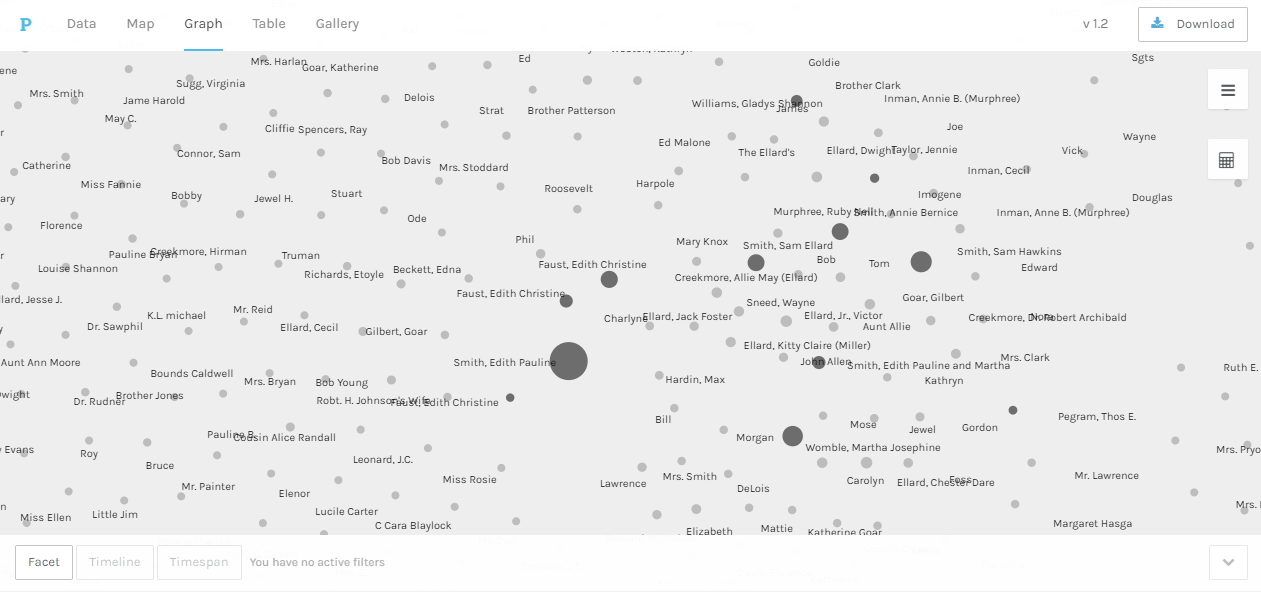 P Data Map Graph Table Gallery v 1.2 Download
Ed
Goldie
Sgts
Mrs. Harlan
Goar, Katherine
Sugg, Virginia
Brother Clark
Mrs. Smith
Jame Harold
Delois
Williams, Gladys Shannon
Inman, Annie B. (Murphree)
James
Strat
Brother Patterson
May C.
Cliffie
Spencers, Ray
Joe
Wayne
Ed Malone
Connor, Sam
The Ellard's
Ellard, Dwight
Taylor, Jennie
Vick
Bob Davis
Catherine
Mrs. Stoddard
Inman, Cecil
Miss Fannie
Roosevelt
Harpole
Bobby
Jewel H.
Stuart
Imogene
Douglas
Murphree, Ruby Nell
Smith, Annie Bernice
Inman, Anne B. (Murphree)
Ode
Florence
Phil
Mary Knox
Smith, Sam Ellard
Pauline Bryan
Creekmore, Hirman
Truman
Smith, Sam Hawkins
Bob
Tom
Louise Shannon
Richards, Etoyle
Beckett, Edna
Faust, Edith Christine
Edward
Creekmore, Allie May (Ellard)
Faust, Edith Christine
Goar, Gilbert
llard, Jesse J.
Sneed, Wayne
Mr. Reid
K.L. michael
Charlyne
Ellard, Jack Foster
Ellard, Jr., Victor
Creekmore, Dr. Robert Archibald
Nora
Dr. Sawphil
Ellard, Cecil
Gilbert, Goar
Aunt Allie
Ellard, Kitty Claire (Miller)
Aunt Ann Moore
Smith, Edith Pauline
John Allen
Smith, Edith Pauline and Martha
Kathryn
Mrs. Clark
Ruth E.
Bounds Caldwell
Mrs. Bryan
Bob Young
Hardin, Max
Dwight
Brother Jones
Dr. Rudner
Robt. H. Johnson's Wife
Faust, Edith Christine
Bill
Mose
Jewel
Gordon
Pegram, Thos E.
Pauline B.
Cousin Alice Randall
Morgan
Womble, Martha Josephine
Evans
Roy
Bruce
Leonard, J.C.
Mrs. Pryo
Miss Rosie
Lawrence
Mrs. Smith
Carolyn
Ellard, Chester Dare
Foss
Mr. Lawrence
Mr. Painter
Elenor
DeLois
Mrs.
Miss Ellen
Little Jim
Lucile Carter
C Cara Blaylock
Elizabeth
Mattie
Katherine Goar
Margaret Hasga
Facet Timeline Timespan You have no active filters